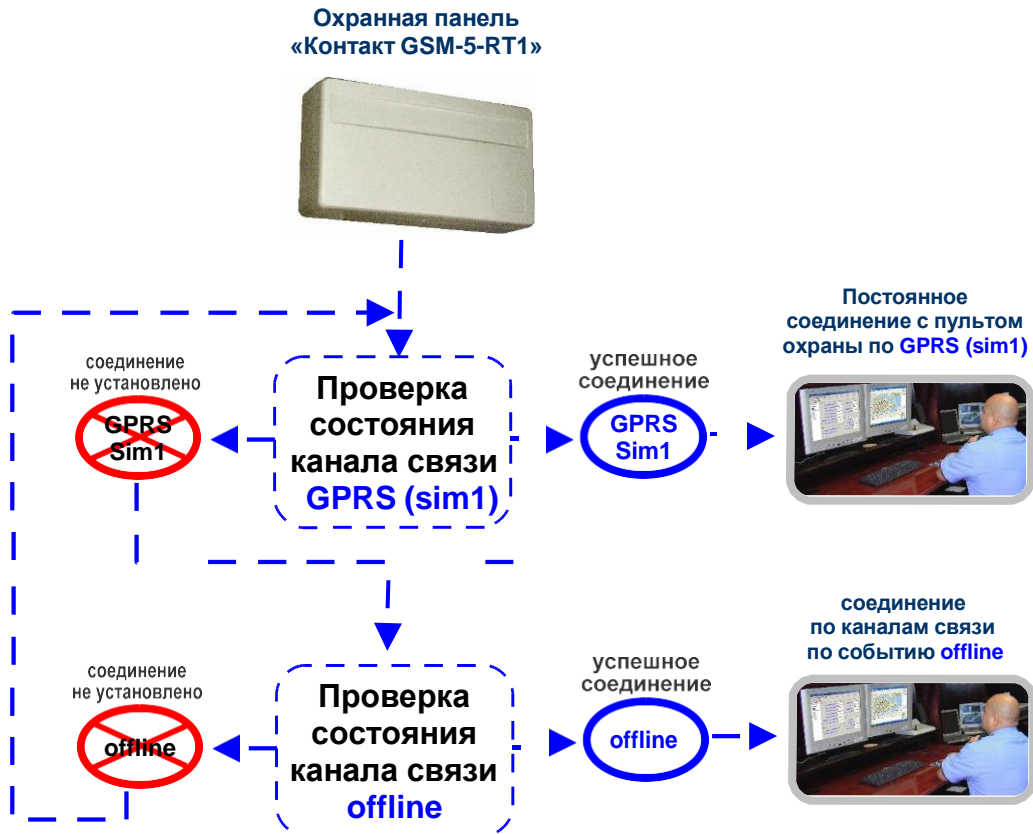 Охранная панель
«Контакт GSM-5-RT1»
Постоянное
соединение с пультом
охраны по GPRS (sim1)
соединение
не установлено
GPRS
Sim1
Проверка
состояния
канала связи
GPRS (sim1)
успешное
соединение
GPRS
Sim1
соединение
по каналам связи
по событию offline
соединение
не установлено
offline
Проверка
состояния
канала связи
offline
успешное
соединение
offline